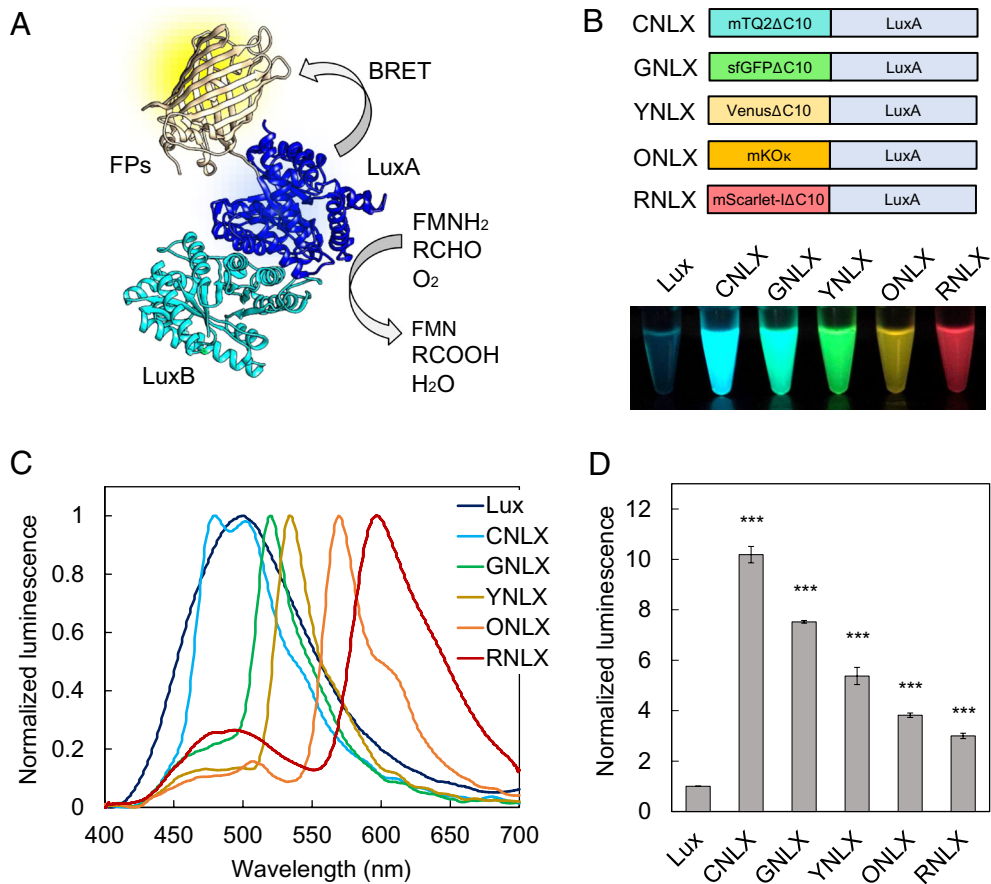 A
BRET
FPs
LuxA
FMNH2
RCHO
O2
FMN
RCOOH
H2O
LuxB
B
CNLX mTQ2ΔC10 LuxA
GNLX sfGFPΔC10 LuxA
YNLX VenusΔC10 LuxA
ONLX mKOκ LuxA
RNLX mScarlet-IΔC10 LuxA
Lux CNLX GNLX YNLX ONLX RNLX
C
Normalized luminescence
1
0.8
0.6
0.4
0.2
0
400 450 500 550 600 650 700
Wavelength (nm)
Lux
CNLX
GNLX
YNLX
ONLX
RNLX
D
Normalized luminescence
12
10
8
6
4
2
0
***
***
***
***
***
Lux CNLX GNLX YNLX ONLX RNLX